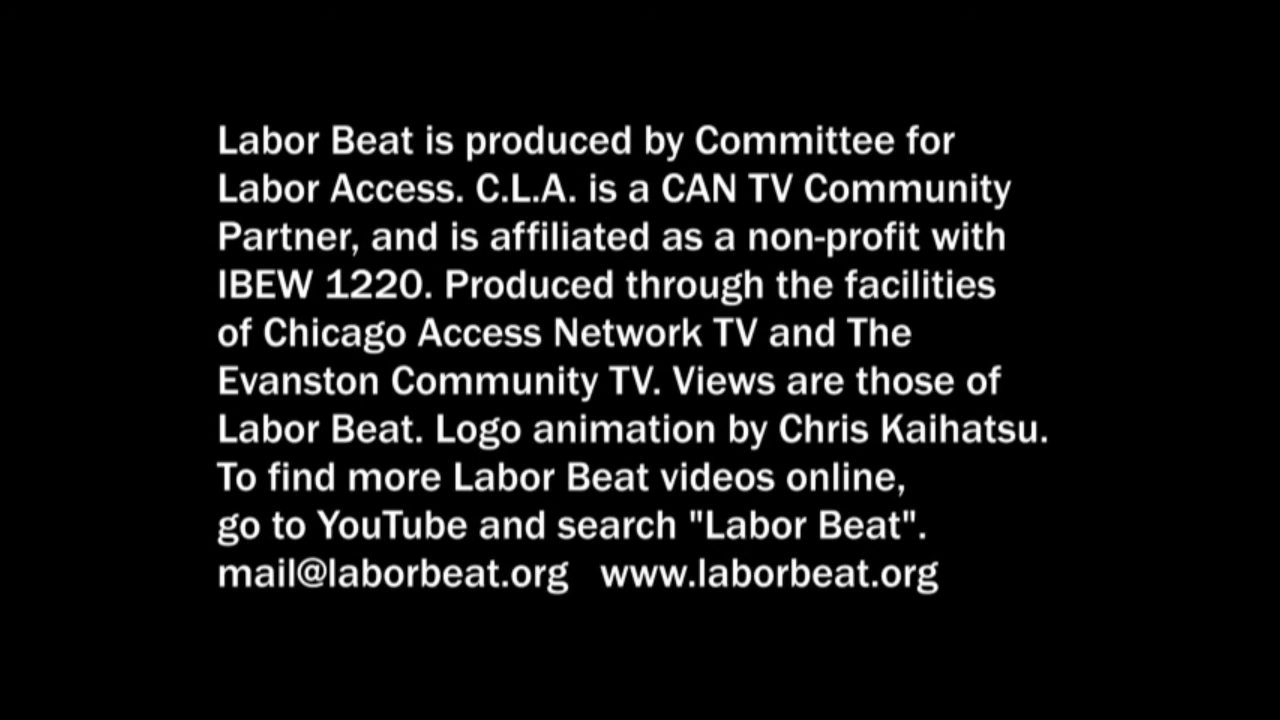 Labor Beat is produced by Committee for
Labor Access. C.L.A. is a CAN TV Community
Partner, and is affiliated as a non-profit with
IBEW 1220. Produced through the facilities
of Chicago Access Network TV and The
Evanston Community TV. Views are those of
Labor Beat. Logo animation by Chris Kaihatsu.
To find more Labor Beat videos online,
go to YouTube and search "Labor Beat".
mail@laborbeat.org www.laborbeat.org